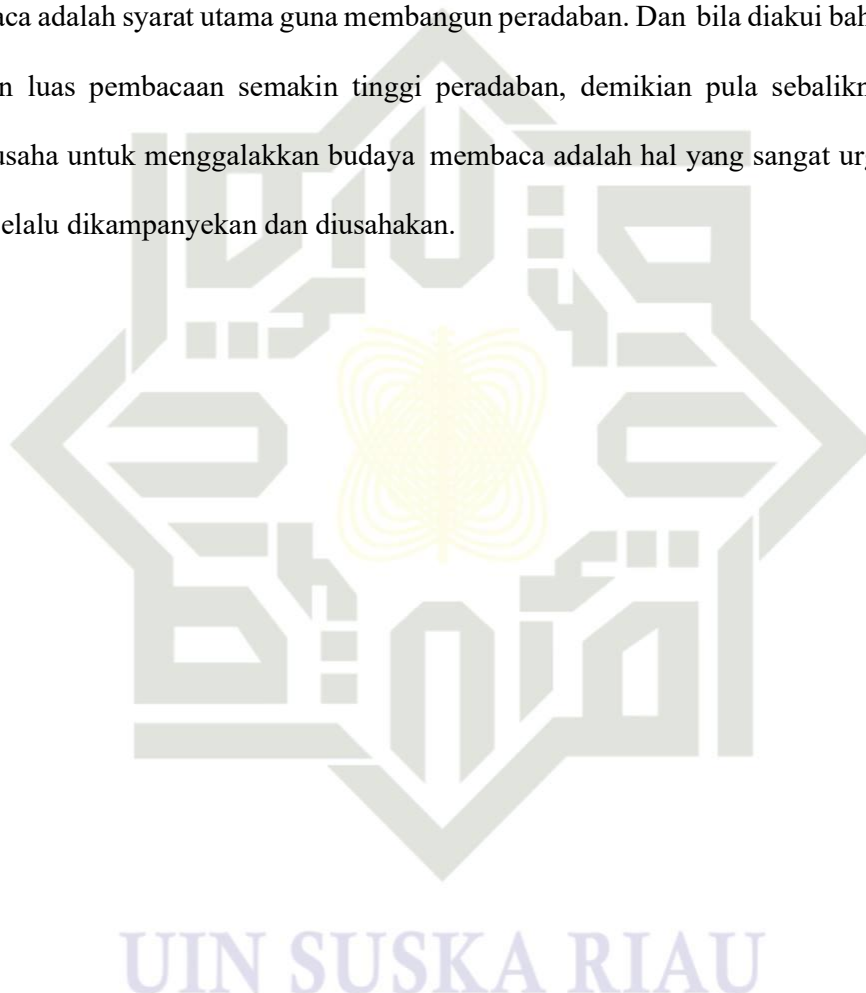 aca adalah syarat utama guna membangun peradaban. Dan bila diakui bah
n luas pembacaan semakin tinggi peradaban, demikian pula sebalikn
usaha untuk menggalakkan budaya membaca adalah hal yang sangat urg
elalu dikampanyekan dan diusahakan.
UIN SUSKA RIAU